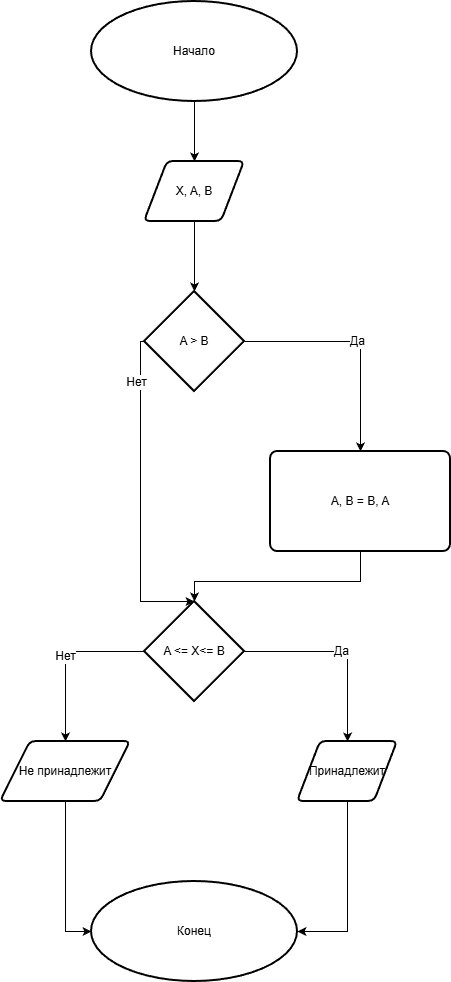 Начало
X, A, B
A > B
Да
Нет
A, B = B, A
A <= X<= B
Нет
Да
Не принадлежит
Принадлежит
Конец